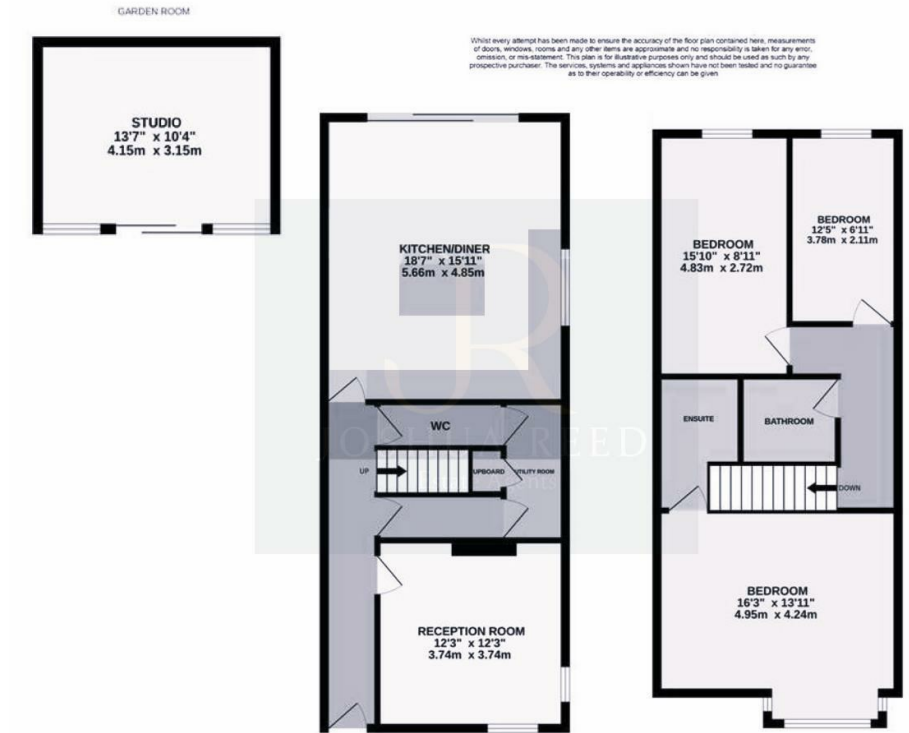 GARDEN ROOM
Whilst every attempt has been made to ensure the accuracy of the floor plan contained here, measurements
of doors, windows, rooms and any other items are approximate and no responsibility is taken for any error,
omission, or mis-statement. This plan is for illustrative purposes only and should be used as such by any
prospective purchaser. The services, systems and appliances shown have not been tested and no guarantee
as to their operability or efficiency can be given
STUDIO
13'7" x 10'4"
4.15m x 3.15m
KITCHEN/DINER
18'7" x 15'11"
5.66m x 4.85m
BEDROOM
15'10" x 8'11"
4.83m x 2.72m
BEDROOM
12'5" x 6'11"
3.78m x 2.11m
JR
JOSHUA REED
Estate Agents
WC
UP
UPBOARD
UTILITY ROOM
ENSUITE
BATHROOM
DOWN
RECEPTION ROOM
12'3" x 12'3"
3.74m x 3.74m
BEDROOM
16'3" x 13'11"
4.95m x 4.24m